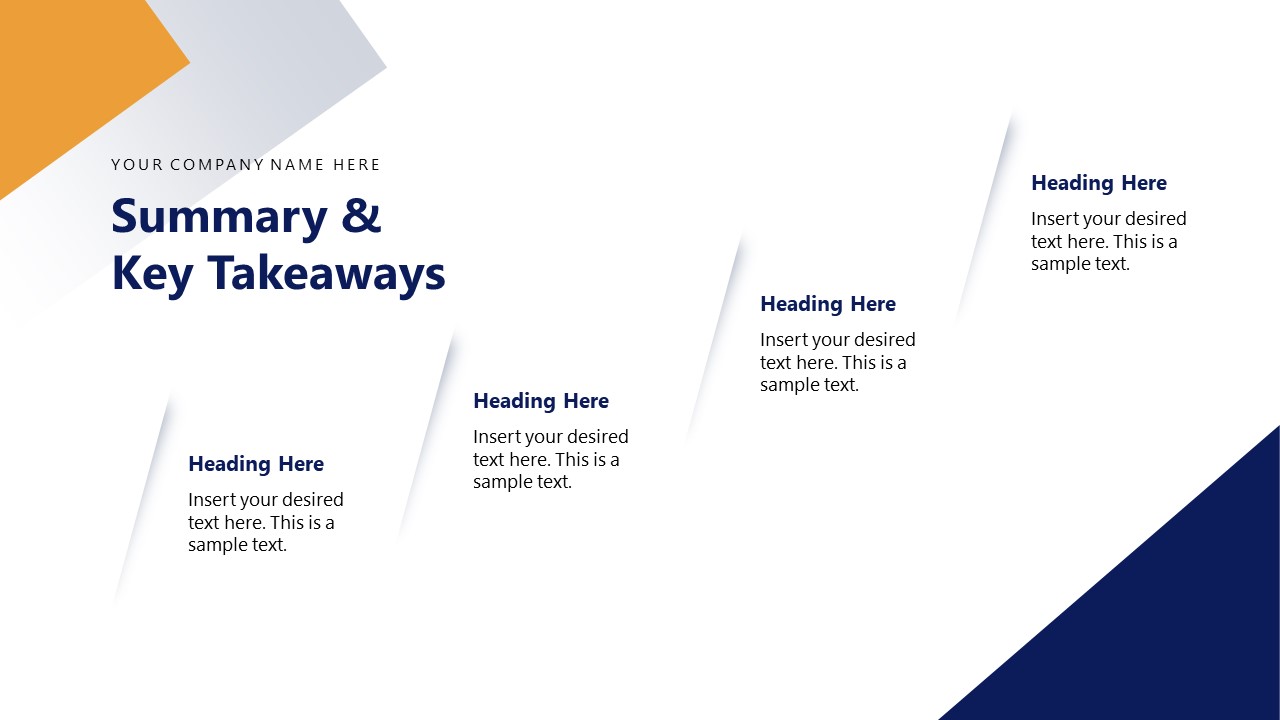 YOUR COMPANY NAME HERE
Summary &
Key Takeaways
Heading Here
Insert your desired
text here. This is a
sample text.
Heading Here
Insert your desired
text here. This is a
sample text.
Heading Here
Insert your desired
text here. This is a
sample text.
Heading Here
Insert your desired
text here. This is a
sample text.